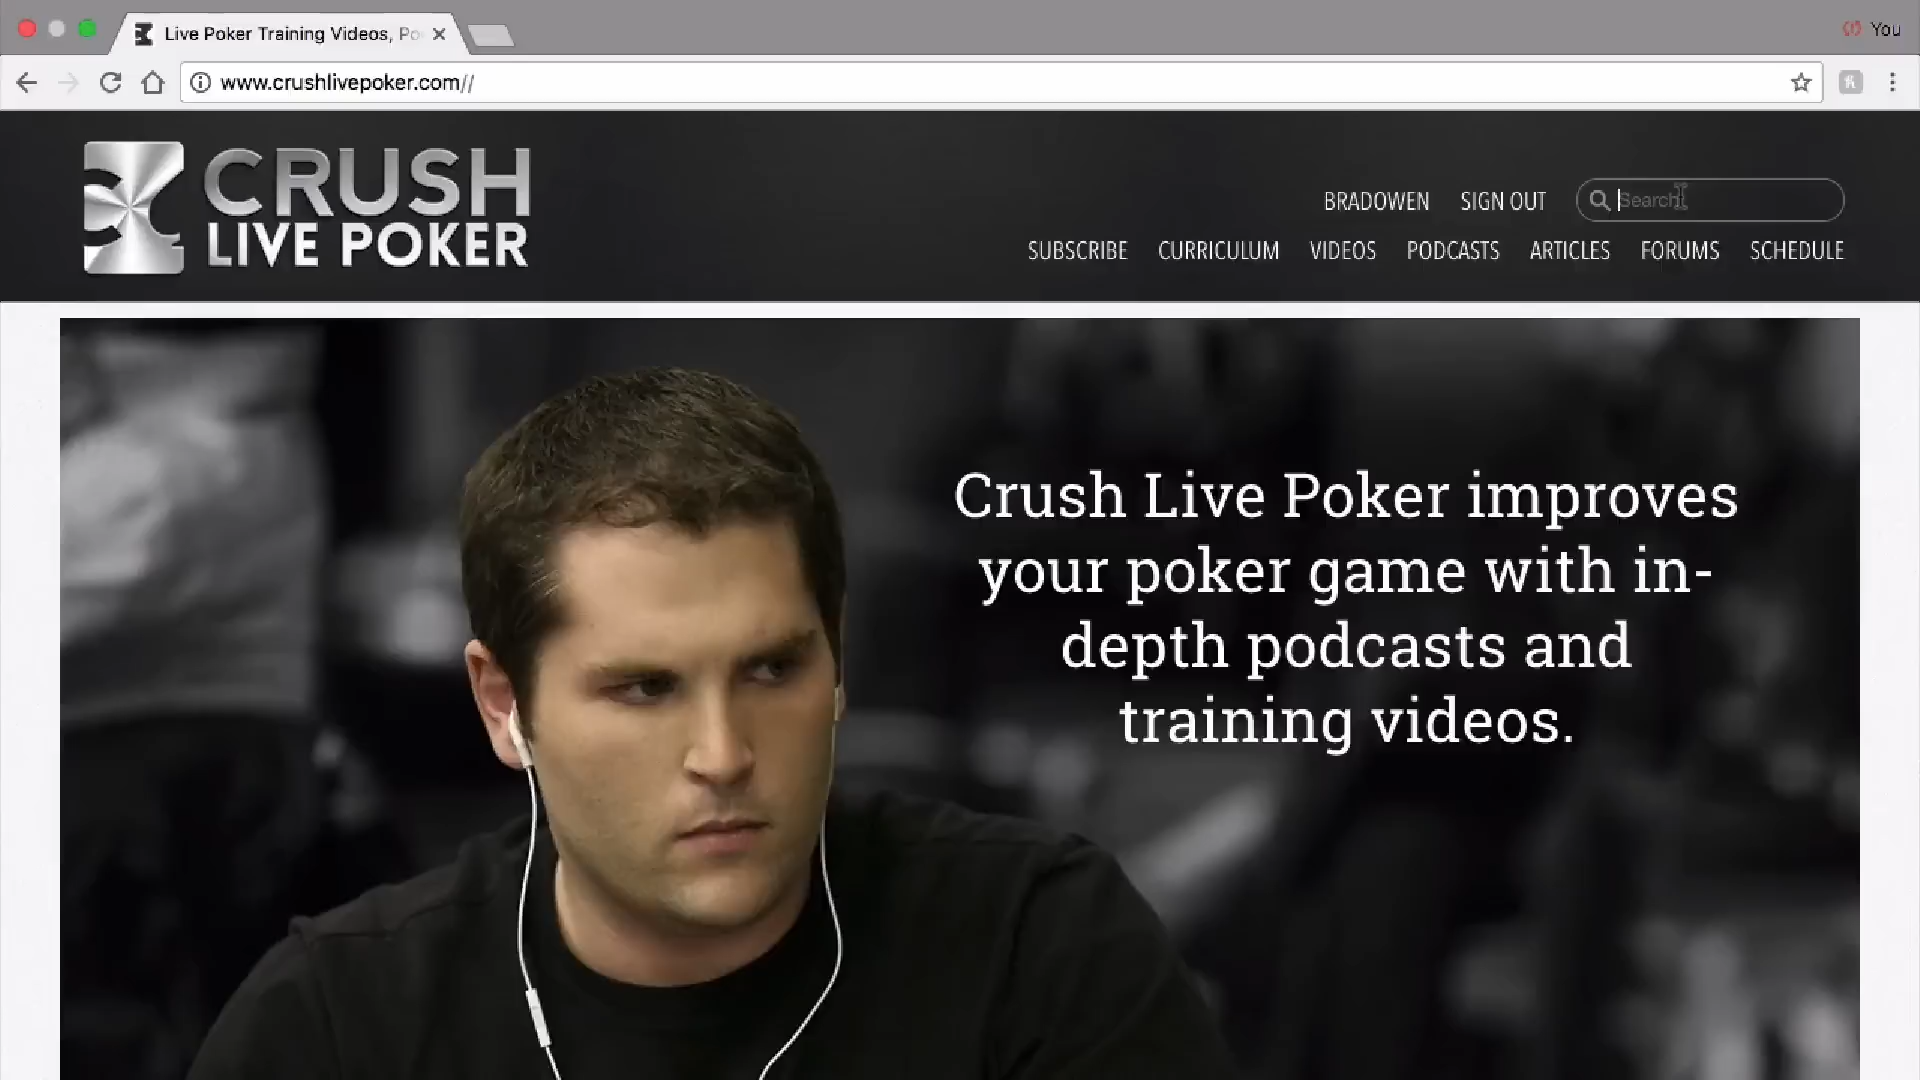 Live Poker Training Videos, Po
You
www.crushlivepoker.com//
CRUSH
LIVE POKER
BRADOWEN SIGN OUT Search
SUBSCRIBE CURRICULUM VIDEOS PODCASTS ARTICLES FORUMS SCHEDULE
Crush Live Poker improves
your poker game with in-
depth podcasts and
training videos.